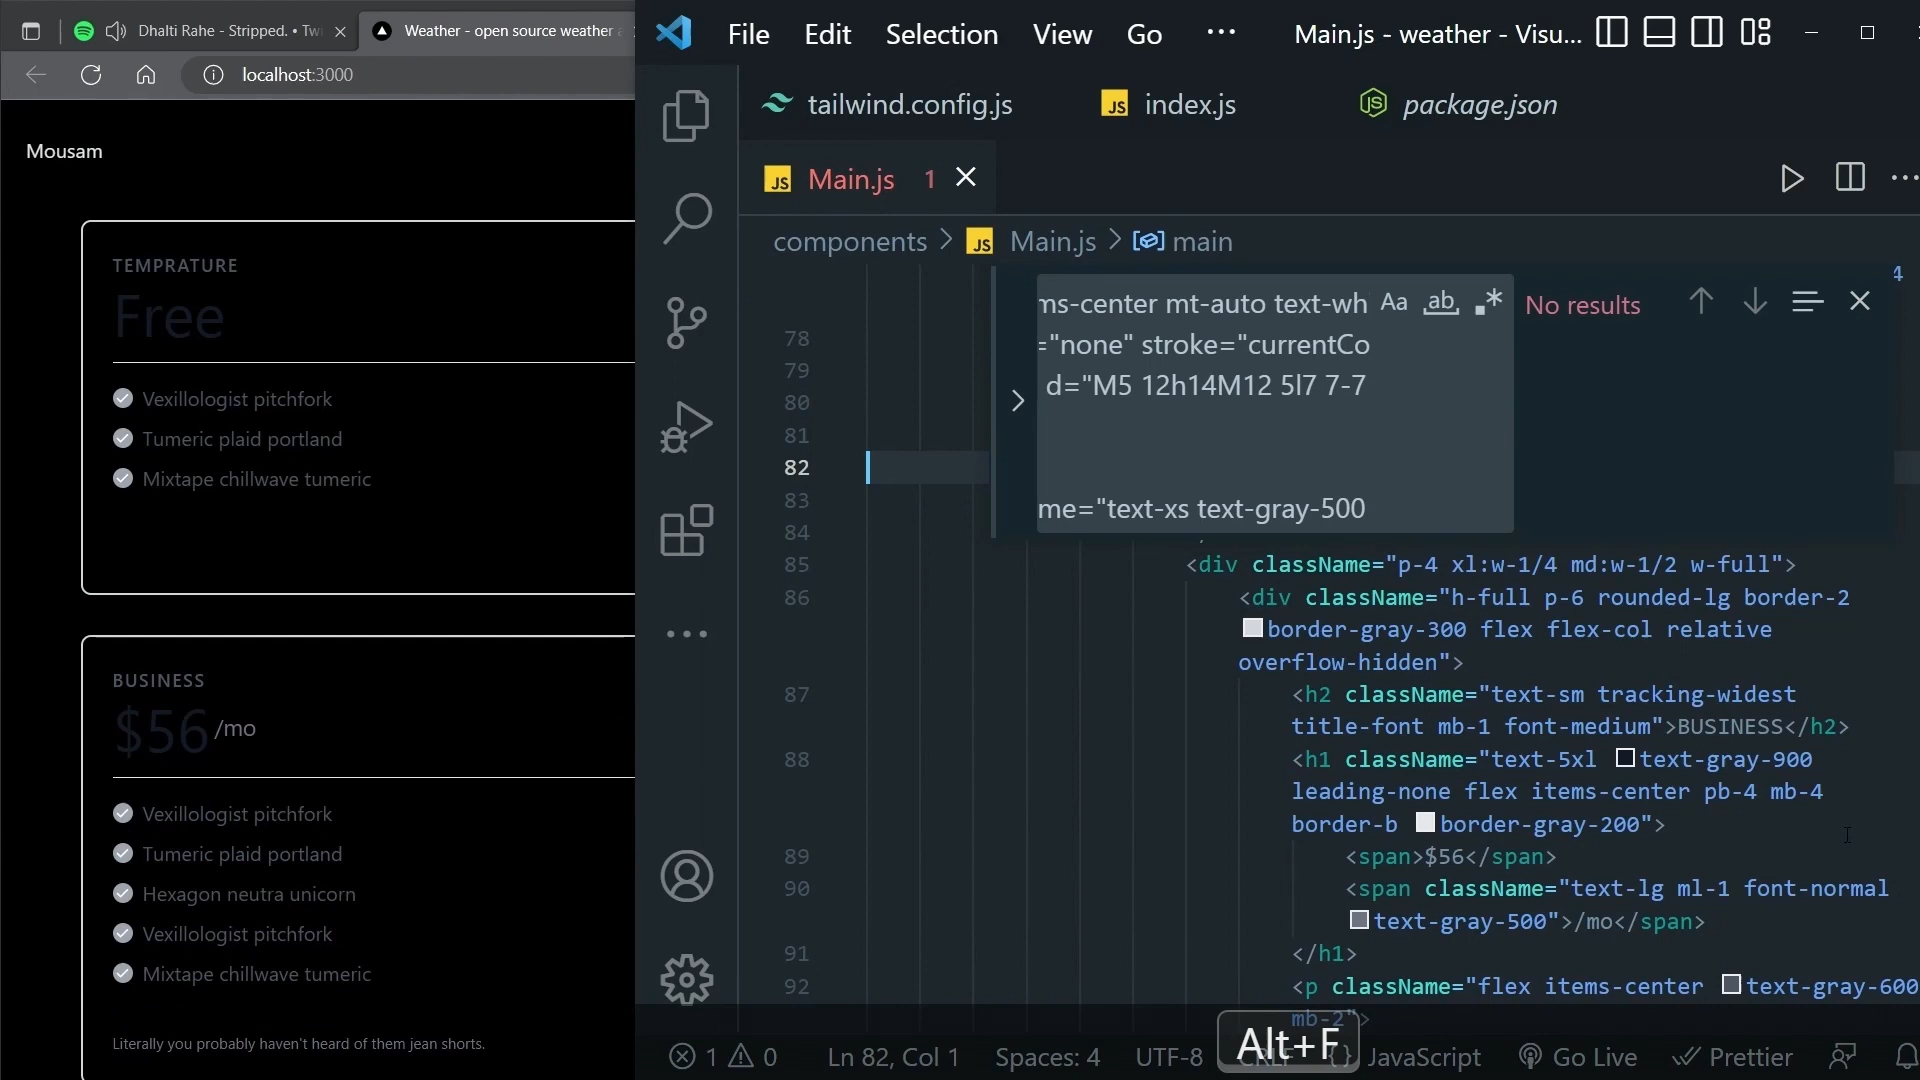 Dhalti Rahe - Stripped. • Tw
Weather - open source weather a
localhost:3000
Mousam
TEMPRATURE
Free
Vexillologist pitchfork
Tumeric plaid portland
Mixtape chillwave tumeric
BUSINESS
$56 /mo
Vexillologist pitchfork
Tumeric plaid portland
Hexagon neutra unicorn
Vexillologist pitchfork
Mixtape chillwave tumeric
Literally you probably haven't heard of them jean shorts.
File Edit Selection View Go ··· Main.js - weather - Visu...
tailwind.config.js JS index.js JS package.json
JS Main.js 1
components > JS Main.js > main
4
ms-center mt-auto text-wh Aa ab .* No results
="none" stroke="currentCo
d="M5 12h14M12 5l7 7-7
me="text-xs text-gray-500
78
79
80
81
82
83
84
85 <div className="p-4 xl:w-1/4 md:w-1/2 w-full">
86 <div className="h-full p-6 rounded-lg border-2
border-gray-300 flex flex-col relative
overflow-hidden">
87 <h2 className="text-sm tracking-widest
title-font mb-1 font-medium">BUSINESS</h2>
88 <h1 className="text-5xl text-gray-900
leading-none flex items-center pb-4 mb-4
border-b border-gray-200">
89 <span>$56</span>
90 <span className="text-lg ml-1 font-normal
text-gray-500">/mo</span>
91 </h1>
92 <p className="flex items-center text-gray-600
mb-2">
Alt+F
1 0 Ln 82, Col 1 Spaces: 4 UTF-8 CRLF {} JavaScript Go Live Prettier